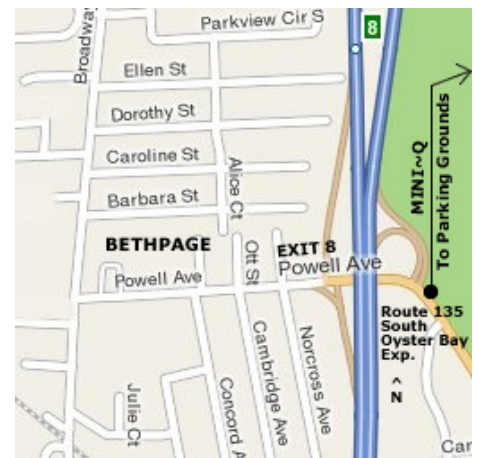 Parkview Cir S
8
Broadway
Ellen St
Dorothy St
Caroline St
Alice Ct
Barbara St
MINI~Q
To Parking Grounds
BETHPAGE
Ott St
EXIT 8
Powell Ave
Powell Ave
Route 135
South
Oyster Bay
Exp.
^
N
Julie Ct
Concord Av
Cambridge Ave
Norcross Ave
Car